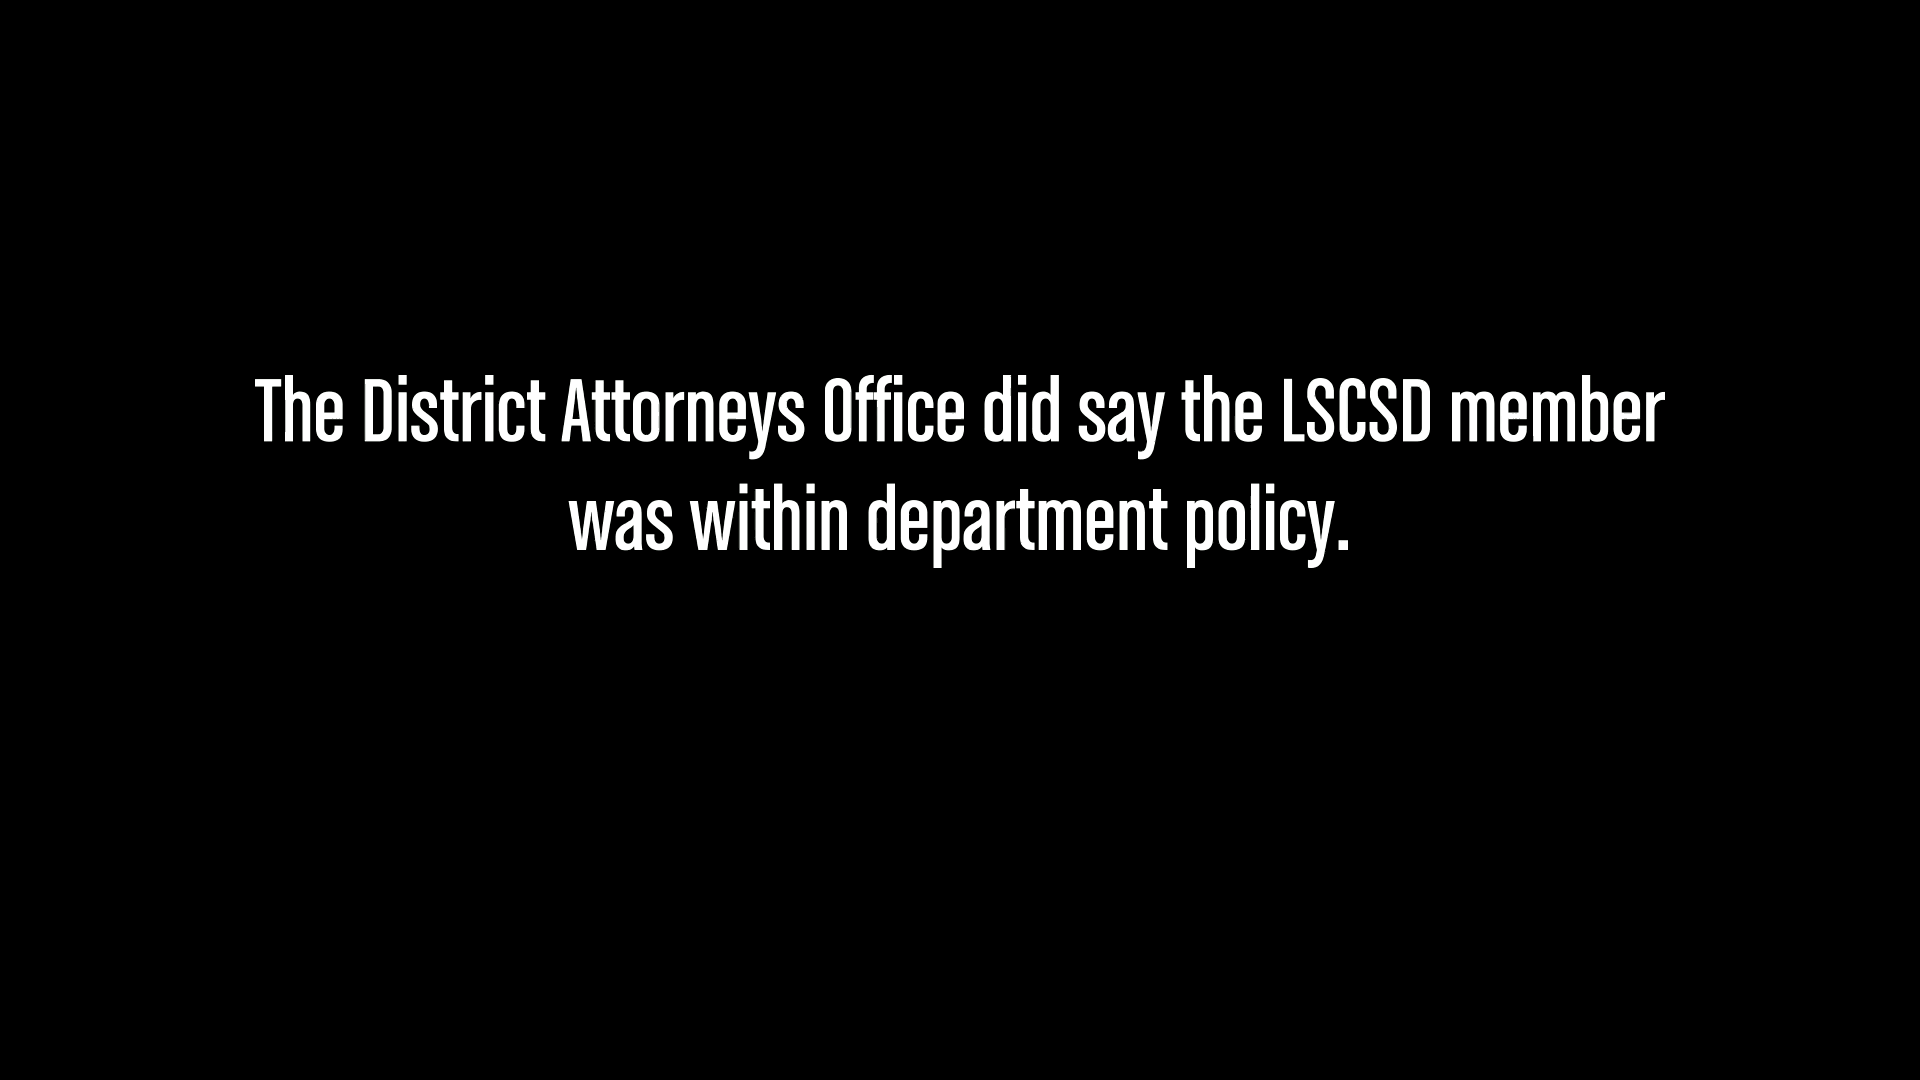 The District Attorneys Office did say the LSCSD member
was within department policy.